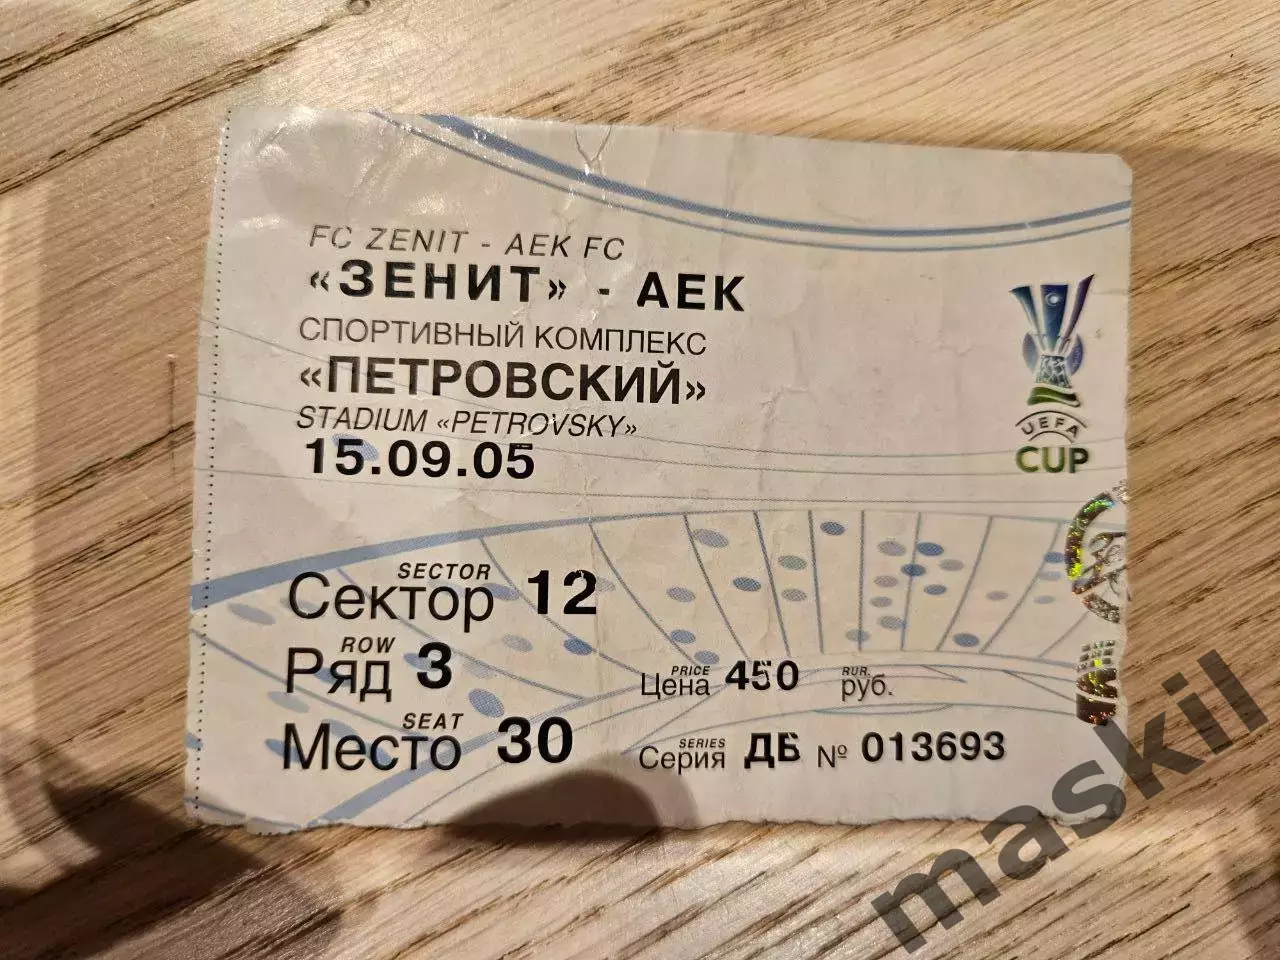 FC ZENIT - AEK FC
«ЗЕНИТ» - АЕК
СПОРТИВНЫЙ КОМПЛЕКС
«ПЕТРОВСКИЙ»
STADIUM «PETROVSKY»
15.09.05
UEFA
CUP
SECTOR
Сектор 12
ROW
Ряд 3
SEAT
Место 30
PRICE RUR.
Цена 450 руб.
SERIES
Серия ДБ № 013693
maskil